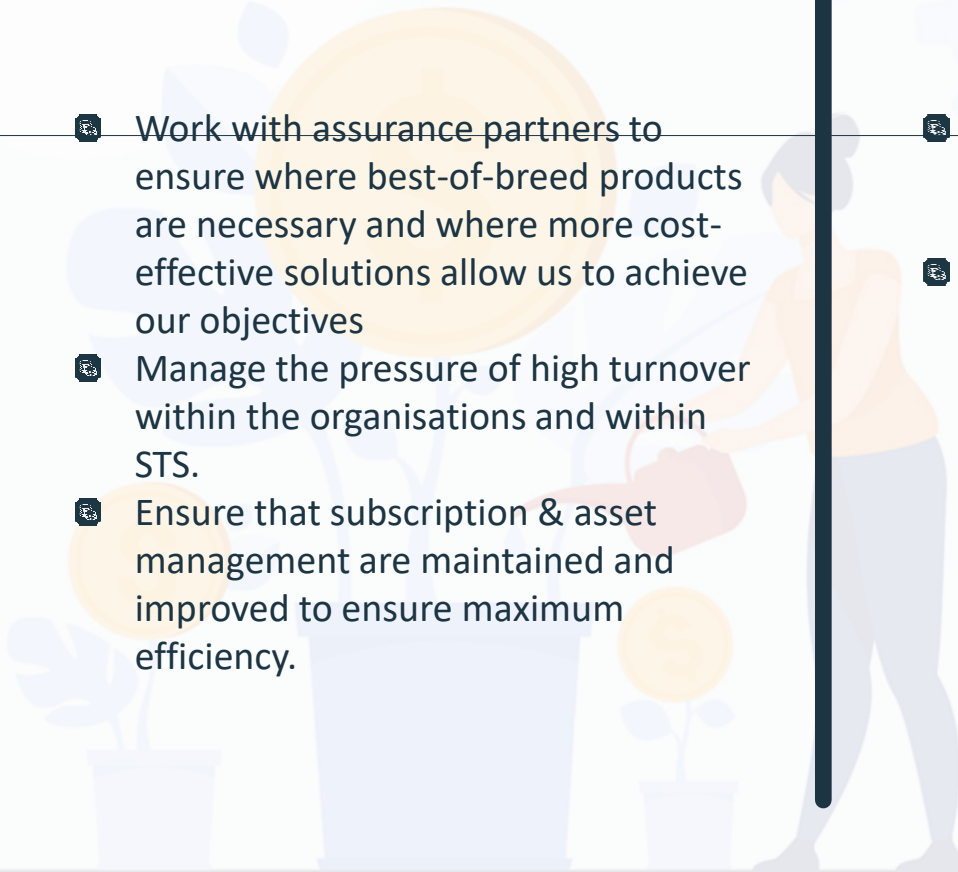 Work with assurance partners to
ensure where best-of-breed products
are necessary and where more cost-
effective solutions allow us to achieve
our objectives
Manage the pressure of high turnover
within the organisations and within
STS.
Ensure that subscription & asset
management are maintained and
improved to ensure maximum
efficiency.